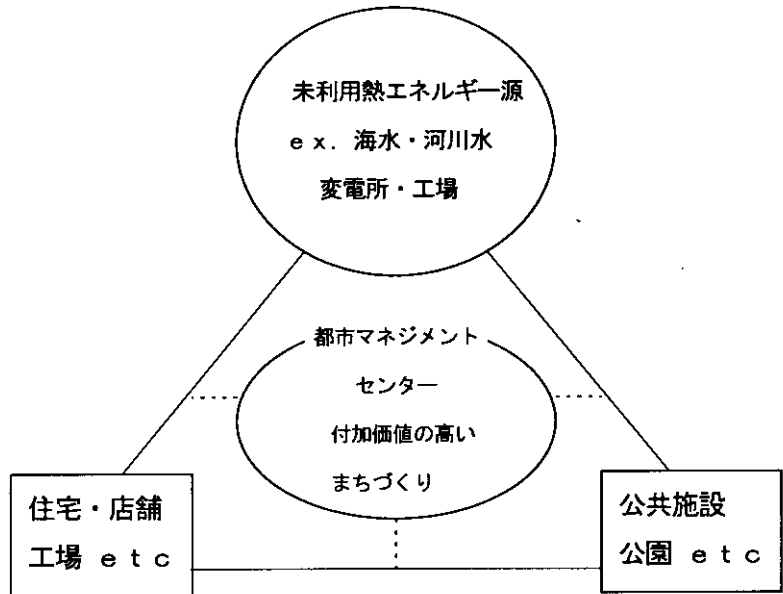 未利用熱エネルギー源
ｅｘ．海水・河川水
変電所・工場
都市マネジメント
センター
付加価値の高い
まちづくり
住宅・店舗
工場 ｅｔｃ
公共施設
公園 ｅｔｃ